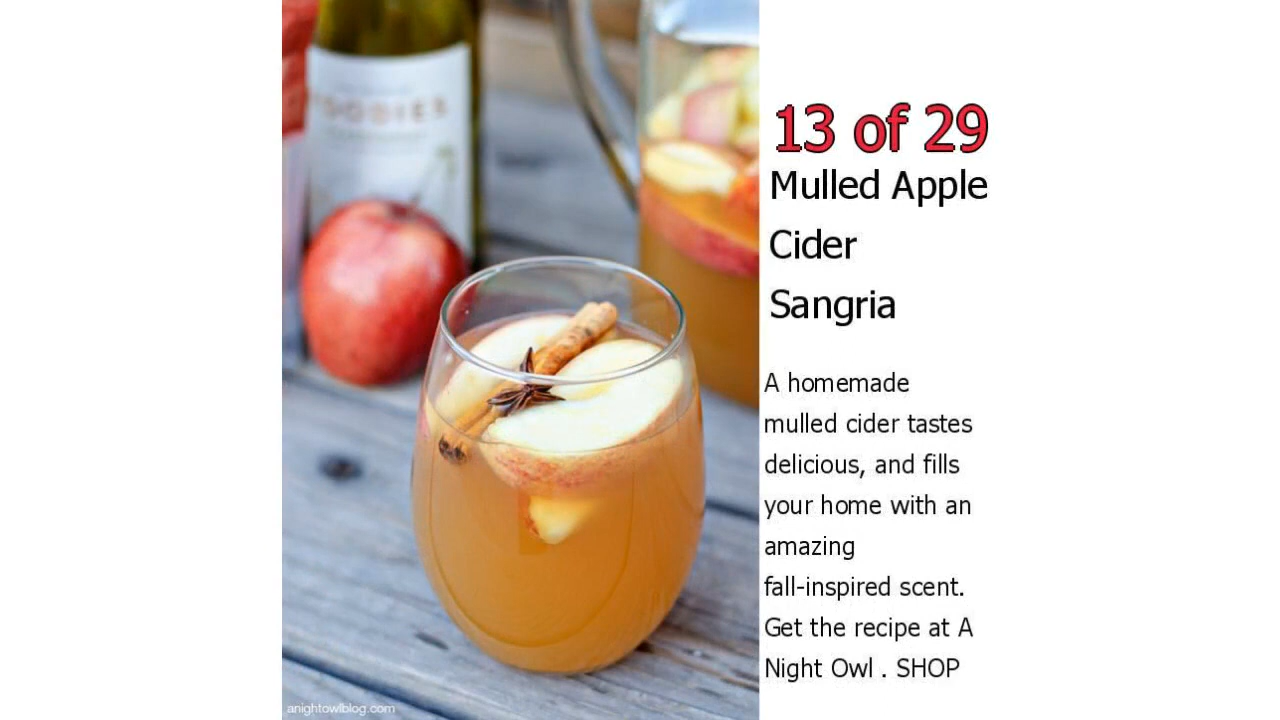 13 of 29
Mulled Apple
Cider
Sangria
A homemade
mulled cider tastes
delicious, and fills
your home with an
amazing
fall-inspired scent.
Get the recipe at A
Night Owl . SHOP
anightowlblog.com